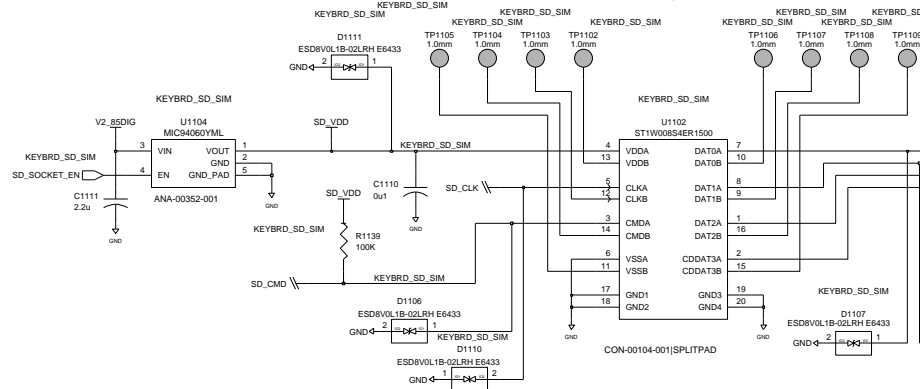 KEYBRD_SD_SIM
KEYBRD_SD_SIM
KEYBRD_SD_SIM
KEYBRD_SD_SIM
KEYBRD_SD_SIM
KEYBRD_SD_SIM
KEYBRD_SD_SIM
KEYBRD_SD_SIM
KEYBRD_SD_SIM
D1111
ESD8V0L1B-02LRH E6433
GND 2 1
TP1105
1.0mm
TP1104
1.0mm
TP1103
1.0mm
TP1102
1.0mm
TP1106
1.0mm
TP1107
1.0mm
TP1108
1.0mm
TP1109
1.0mm
KEYBRD_SD_SIM
U1104
MIC94060YML
V2_85DIG
3 VIN VOUT 1
GND 2
4 EN GND_PAD 5
KEYBRD_SD_SIM
SD_SOCKET_EN
ANA-00352-001
C1111
2.2u
GND
GND
SD_VDD
KEYBRD_SD_SIM
C1110
0u1
GND
SD_CLK
SD_VDD
KEYBRD_SD_SIM
R1139
100K
SD_CMD
KEYBRD_SD_SIM
KEYBRD_SD_SIM
U1102
ST1W008S4ER1500
4 VDDA DAT0A 7
13 VDDB DAT0B 10
5 CLKA DAT1A 8
12 CLKB DAT1B 9
3 CMDA DAT2A 1
14 CMDB DAT2B 16
6 VSSA CDDAT3A 2
11 VSSB CDDAT3B 15
17 GND1 GND3 19
18 GND2 GND4 20
GND
GND
CON-00104-001|SPLITPAD
D1106
ESD8V0L1B-02LRH E6433
GND 2 1
KEYBRD_SD_SIM
D1110
ESD8V0L1B-02LRH E6433
GND 1 2
KEYBRD_SD_SIM
D1107
ESD8V0L1B-02LRH E6433
GND 2 1